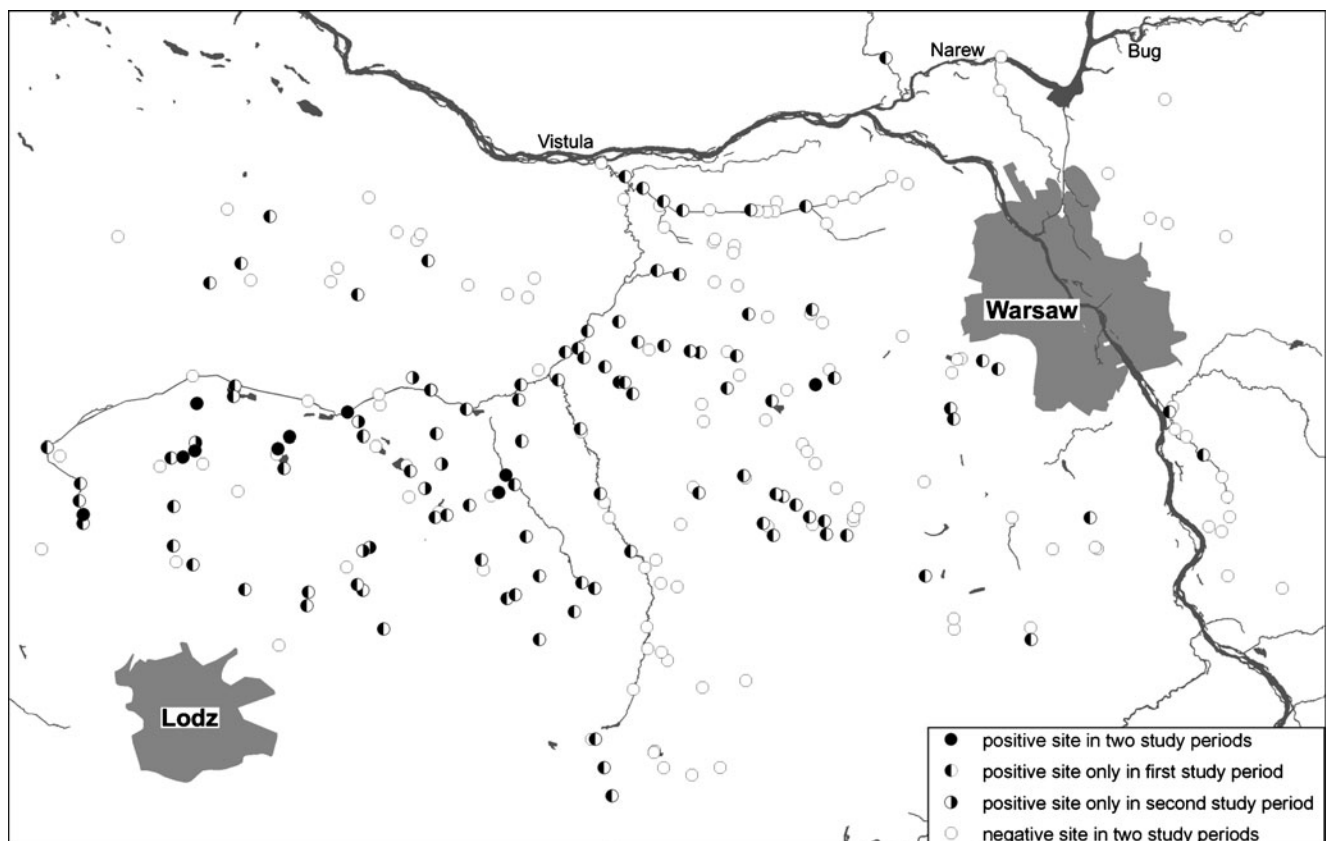 Narew
Bug
Vistula
Warsaw
Lodz
positive site in two study periods
positive site only in first study period
positive site only in second study period
negative site in two study periods